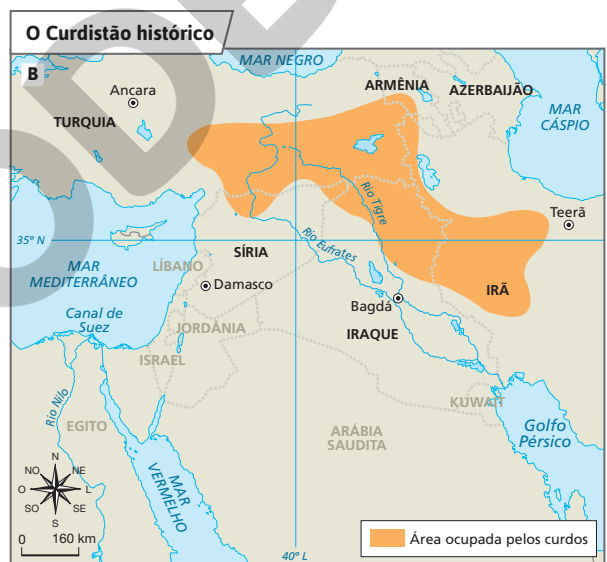 O Curdistão histórico
B
MAR NEGRO
Ancara
ARMÊNIA
AZERBAIJÃO
TURQUIA
MAR
CÁSPIO
Rio Tigre
Teerã
35º N
Rio Eufrates
SÍRIA
MAR
MEDITERRÂNEO
LÍBANO
Damasco
IRÃ
Canal de
Suez
Bagdá
JORDÂNIA
IRAQUE
ISRAEL
KUWAIT
Rio Nilo
EGITO
ARÁBIA
SAUDITA
Golfo
Pérsico
MAR
VERMELHO
N
NO
NE
O
L
SO
SE
S
0 160 km
40º L
Área ocupada pelos curdos